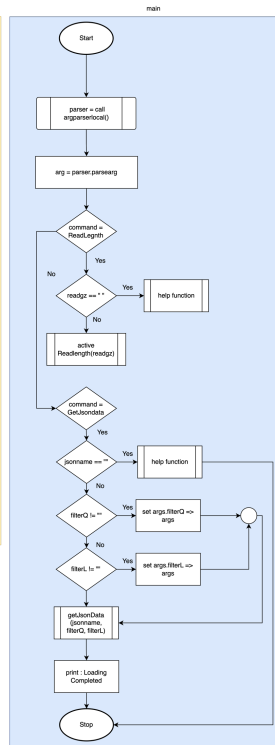 main
Start
parser = call
argparserlocal()
arg = parser.parsearg
command =
ReadLegnth
Yes
No
readgz == " "
Yes
help function
No
active
Readlength(readgz)
command =
GetJsondata
Yes
jsonname == ""
Yes
help function
No
filterQ != ""
Yes
set args.filterQ =>
args
No
filterL != ""
Yes
set args.filterL =>
args
getJsonData
(jsonname,
filterQ, filterL)
print : Loading
Completed
Stop